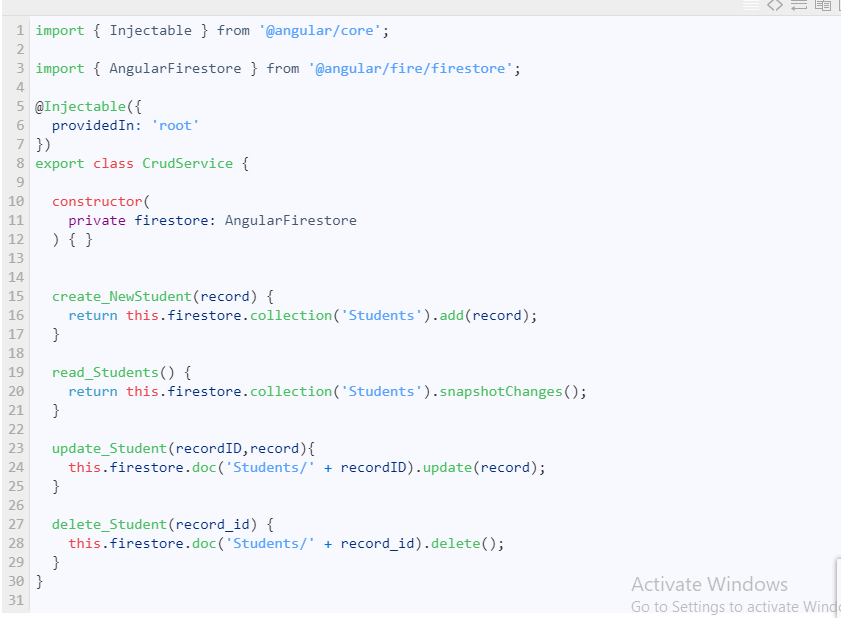 1 import { Injectable } from '@angular/core';
2
3 import { AngularFirestore } from '@angular/fire/firestore';
4
5 @Injectable({
6   providedIn: 'root'
7 })
8 export class CrudService {
9
10   constructor(
11     private firestore: AngularFirestore
12   ) { }
13
14
15   create_NewStudent(record) {
16     return this.firestore.collection('Students').add(record);
17   }
18
19   read_Students() {
20     return this.firestore.collection('Students').snapshotChanges();
21   }
22
23   update_Student(recordID,record){
24     this.firestore.doc('Students/' + recordID).update(record);
25   }
26
27   delete_Student(record_id) {
28     this.firestore.doc('Students/' + record_id).delete();
29   }
30 }
31
Activate Windows
Go to Settings to activate Wind